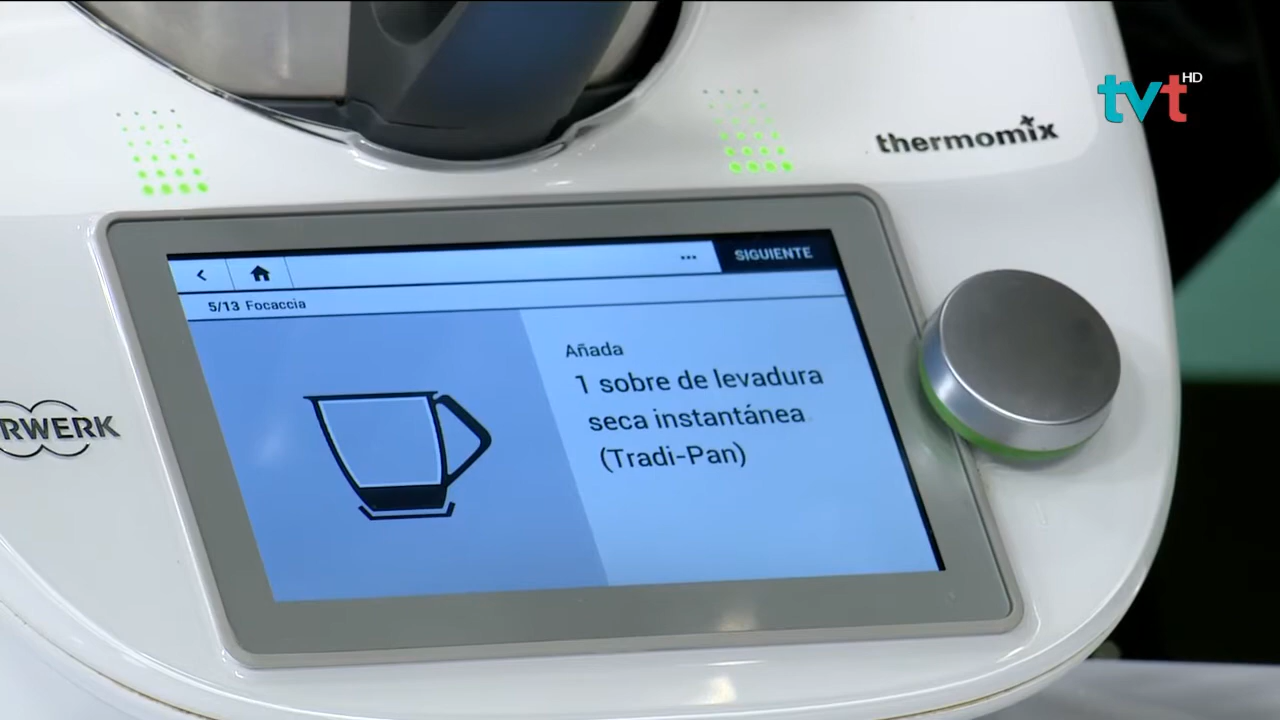 tvt HD
thermomix
SIGUIENTE
5/13 Focaccia
Añada
1 sobre de levadura
seca instantánea
(Tradi-Pan)
RWERK